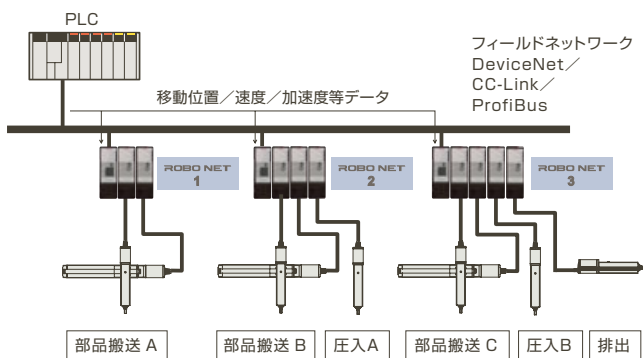 PLC
フィールドネットワーク
DeviceNet／
CC-Link／
ProfiBus
移動位置／速度／加速度等データ
ROBO NET
1
ROBO NET
2
ROBO NET
3
部品搬送 A
部品搬送 B
圧入A
部品搬送 C
圧入B
排出